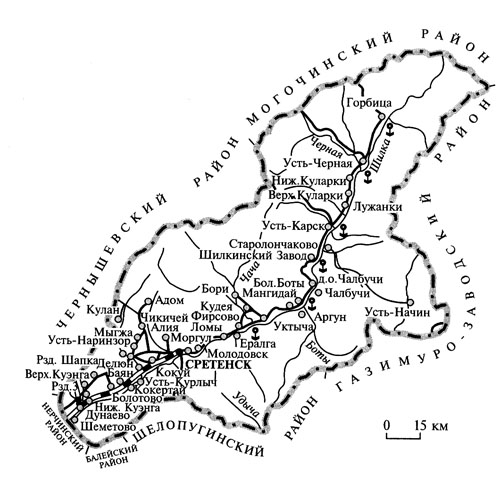 МОГОЧИНСКИЙ РАЙОН
Горбица
Черная
Шилка
Усть-Черная
Ниж.Куларки
Верх.Куларки
Лужанки
Усть-Карск
Старолончаково
Шилкинский Завод
Чача
Бол.Боты
д.о.Чалбучи
Мангидай
Чалбучи
Бори
Кудея
Аргун
Усть-Начин
Адом
Кулан
Чикичей
Фирсово
Уктыча
Мыгжа
Алия
Ломы
Усть-Наринзор
Моргул
Ералга
Боты
Рзд. Шапка
Делюн
Молодовск
Кокуй
СРЕТЕНСК
Верх.Куэнга
Баян
Усть-Курлыч
Рзд.
Кокертай
Болотово
Ниж. Куэнга
Удыча
Дунаево
Шеметово
ЧЕРНЫШЕВСКИЙ РАЙОН
ГАЗИМУРО-ЗАВОДСКИЙ РАЙОН
ШЕЛОПУГИНСКИЙ РАЙОН
НЕРЧИНСКИЙ
РАЙОН
БАЛЕЙСКИЙ
РАЙОН
0 15 км